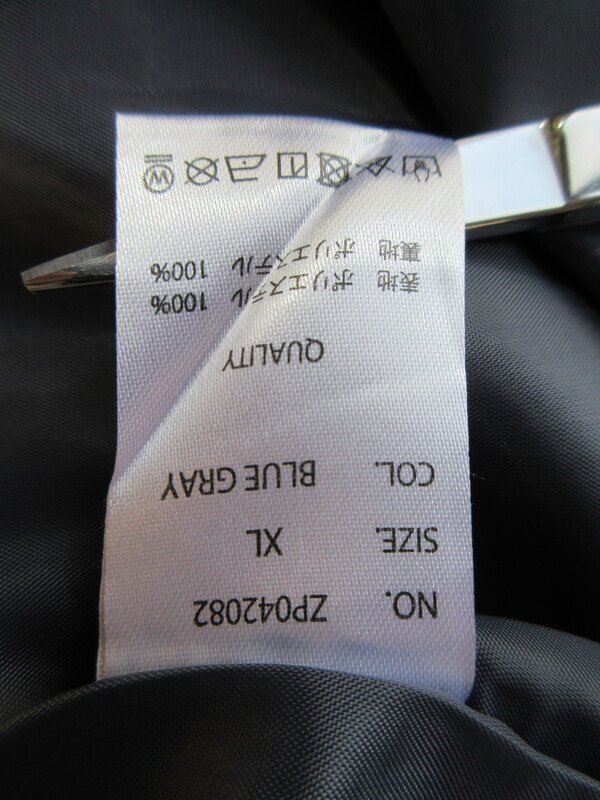 NO. ZP042082
SIZE. XL
COL. BLUE GRAY
QUALITY
表地 ポリエステル 100%
裏地 ポリエステル 100%
W